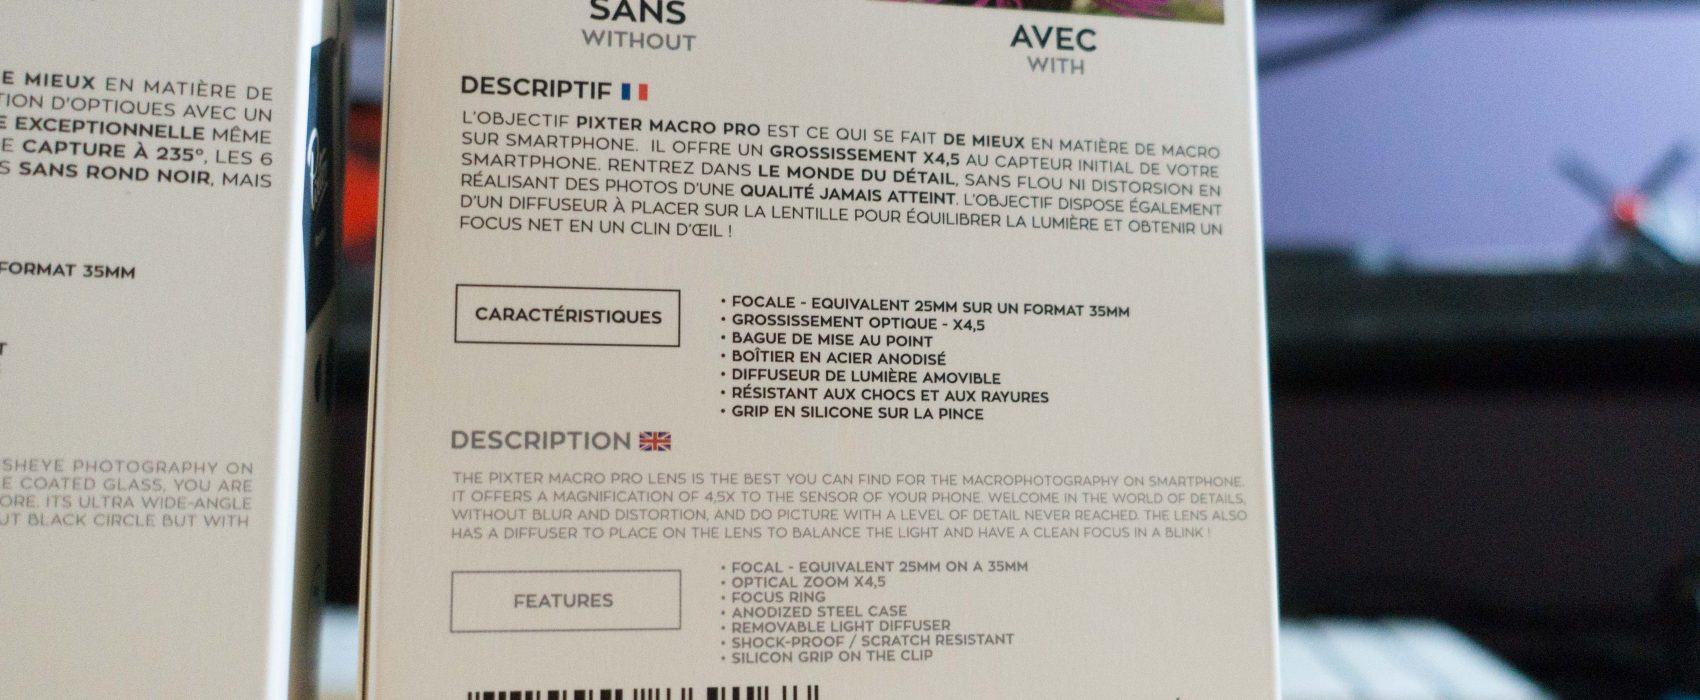 E MIEUX EN MATIÈRE DE
TION D'OPTIQUES AVEC UN
E EXCEPTIONNELLE MÊME
E CAPTURE À 235°, LES 6
S SANS ROND NOIR, MAIS
FORMAT 35MM
T
SHEYE PHOTOGRAPHY ON
E COATED GLASS, YOU ARE
ORE. ITS ULTRA WIDE-ANGLE
UT BLACK CIRCLE BUT WITH
SANS
WITHOUT
AVEC
WITH
DESCRIPTIF
L'OBJECTIF PIXTER MACRO PRO EST CE QUI SE FAIT DE MIEUX EN MATIÈRE DE MACRO
SUR SMARTPHONE. IL OFFRE UN GROSSISSEMENT X4,5 AU CAPTEUR INITIAL DE VOTRE
SMARTPHONE. RENTREZ DANS LE MONDE DU DÉTAIL, SANS FLOU NI DISTORSION EN
RÉALISANT DES PHOTOS D'UNE QUALITÉ JAMAIS ATTEINT. L'OBJECTIF DISPOSE ÉGALEMENT
D'UN DIFFUSEUR À PLACER SUR LA LENTILLE POUR ÉQUILIBRER LA LUMIÈRE ET OBTENIR UN
FOCUS NET EN UN CLIN D'ŒIL !
CARACTÉRISTIQUES
• FOCALE - EQUIVALENT 25MM SUR UN FORMAT 35MM
• GROSSISSEMENT OPTIQUE - X4,5
• BAGUE DE MISE AU POINT
• BOÎTIER EN ACIER ANODISÉ
• DIFFUSEUR DE LUMIÈRE AMOVIBLE
• RÉSISTANT AUX CHOCS ET AUX RAYURES
• GRIP EN SILICONE SUR LA PINCE
DESCRIPTION
THE PIXTER MACRO PRO LENS IS THE BEST YOU CAN FIND FOR THE MACROPHOTOGRAPHY ON SMARTPHONE.
IT OFFERS A MAGNIFICATION OF 4,5X TO THE SENSOR OF YOUR PHONE. WELCOME IN THE WORLD OF DETAILS,
WITHOUT BLUR AND DISTORTION, AND DO PICTURE WITH A LEVEL OF DETAIL NEVER REACHED. THE LENS ALSO
HAS A DIFFUSER TO PLACE ON THE LENS TO BALANCE THE LIGHT AND HAVE A CLEAN FOCUS IN A BLINK !
FEATURES
• FOCAL - EQUIVALENT 25MM ON A 35MM
• OPTICAL ZOOM X4,5
• FOCUS RING
• ANODIZED STEEL CASE
• REMOVABLE LIGHT DIFFUSER
• SHOCK-PROOF / SCRATCH RESISTANT
• SILICON GRIP ON THE CLIP